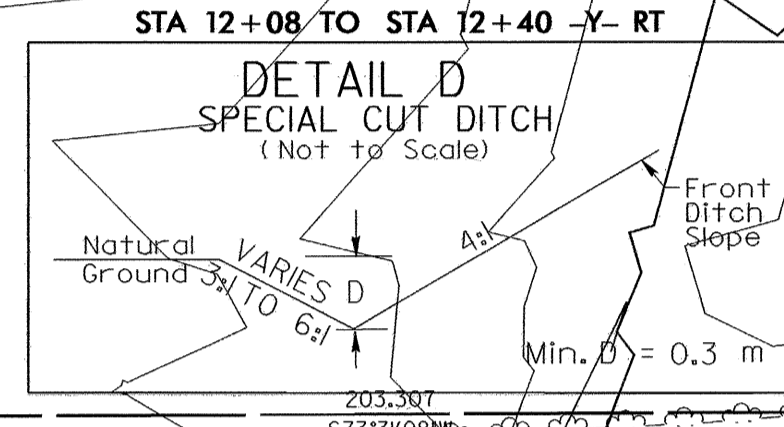 STA 12+08 TO STA 12+40 -Y- RT
DETAIL D
SPECIAL CUT DITCH
(Not to Scale)
Front
Ditch
Slope
4:1
Natural
Ground
VARIES
3:1 TO 6:1
D
Min. D = 0.3 m
203.307